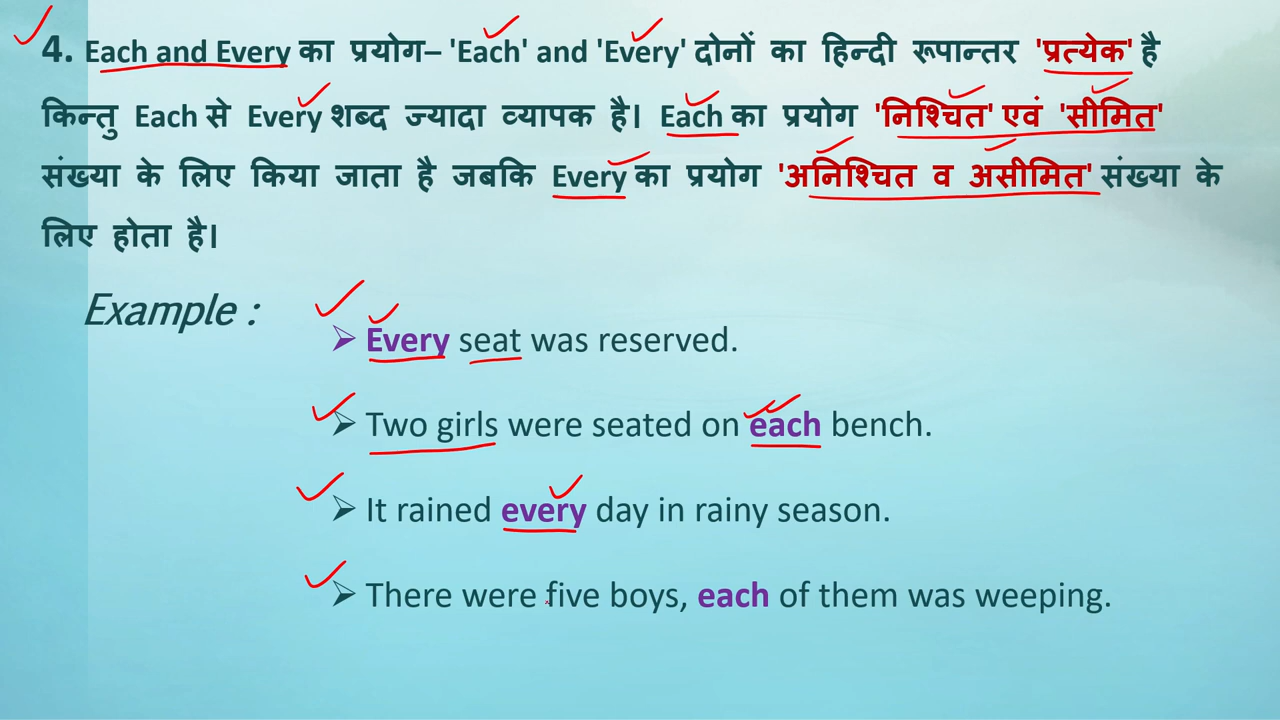 4. Each and Every का प्रयोग– 'Each' and 'Every' दोनों का हिन्दी रूपान्तर 'प्रत्येक' है
किन्तु Each से Every शब्द ज्यादा व्यापक है। Each का प्रयोग 'निश्चित' एवं 'सीमित'
संख्या के लिए किया जाता है जबकि Every का प्रयोग 'अनिश्चित व असीमित' संख्या के
लिए होता है।
Example :
➢ Every seat was reserved.
➢ Two girls were seated on each bench.
➢ It rained every day in rainy season.
➢ There were five boys, each of them was weeping.